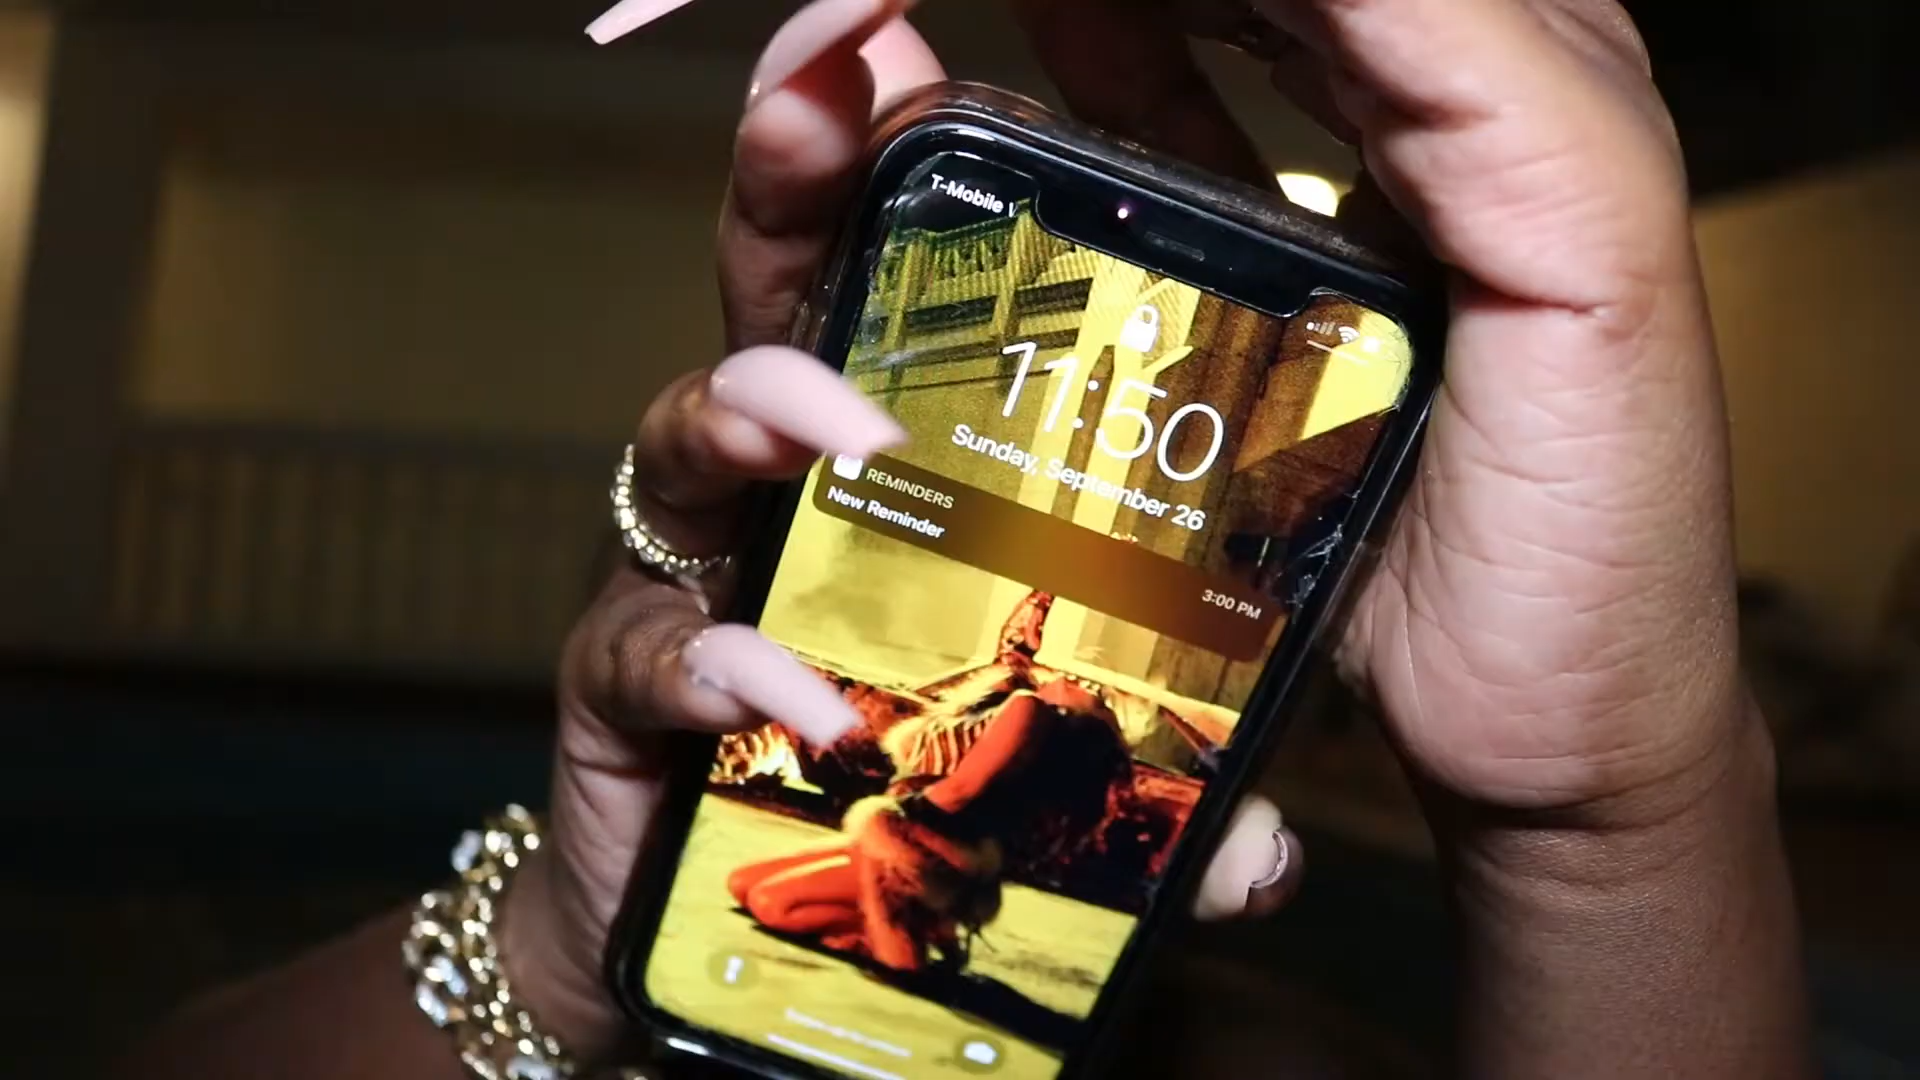 T-Mobile
11:50
Sunday, September 26
REMINDERS
New Reminder
3:00 PM